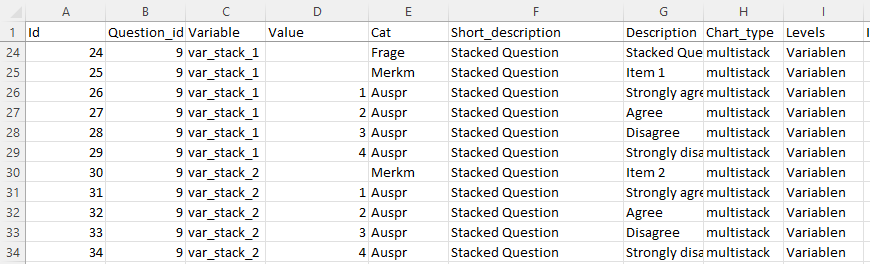 A B C D E F G H I
1 Id Question_id Variable Value Cat Short_description Description Chart_type Levels
24 24 9 var_stack_1 Frage Stacked Question Stacked Que multistack Variablen
25 25 9 var_stack_1 Merkm Stacked Question Item 1 multistack Variablen
26 26 9 var_stack_1 1 Auspr Stacked Question Strongly agre multistack Variablen
27 27 9 var_stack_1 2 Auspr Stacked Question Agree multistack Variablen
28 28 9 var_stack_1 3 Auspr Stacked Question Disagree multistack Variablen
29 29 9 var_stack_1 4 Auspr Stacked Question Strongly disa multistack Variablen
30 30 9 var_stack_2 Merkm Stacked Question Item 2 multistack Variablen
31 31 9 var_stack_2 1 Auspr Stacked Question Strongly agre multistack Variablen
32 32 9 var_stack_2 2 Auspr Stacked Question Agree multistack Variablen
33 33 9 var_stack_2 3 Auspr Stacked Question Disagree multistack Variablen
34 34 9 var_stack_2 4 Auspr Stacked Question Strongly disa multistack Variablen